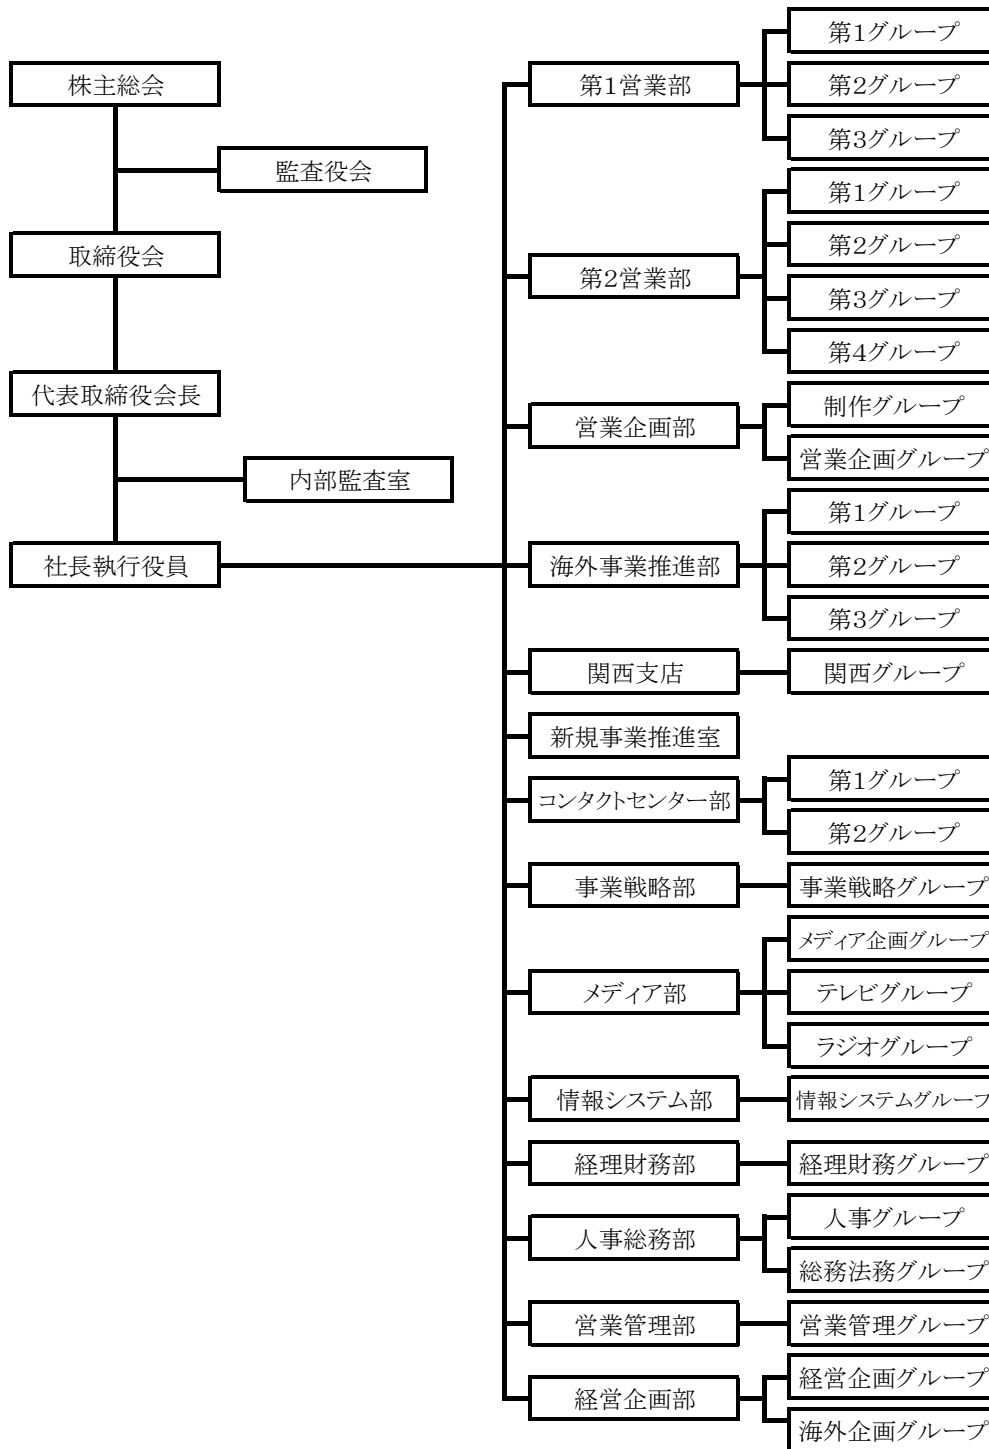 株主総会
監査役会
取締役会
代表取締役会長
内部監査室
社長執行役員
第1営業部
第1グループ
第2グループ
第3グループ
第2営業部
第1グループ
第2グループ
第3グループ
第4グループ
営業企画部
制作グループ
営業企画グループ
海外事業推進部
第1グループ
第2グループ
第3グループ
関西支店
関西グループ
新規事業推進室
コンタクトセンター部
第1グループ
第2グループ
事業戦略部
事業戦略グループ
メディア部
メディア企画グループ
テレビグループ
ラジオグループ
情報システム部
情報システムグループ
経理財務部
経理財務グループ
人事総務部
人事グループ
総務法務グループ
営業管理部
営業管理グループ
経営企画部
経営企画グループ
海外企画グループ